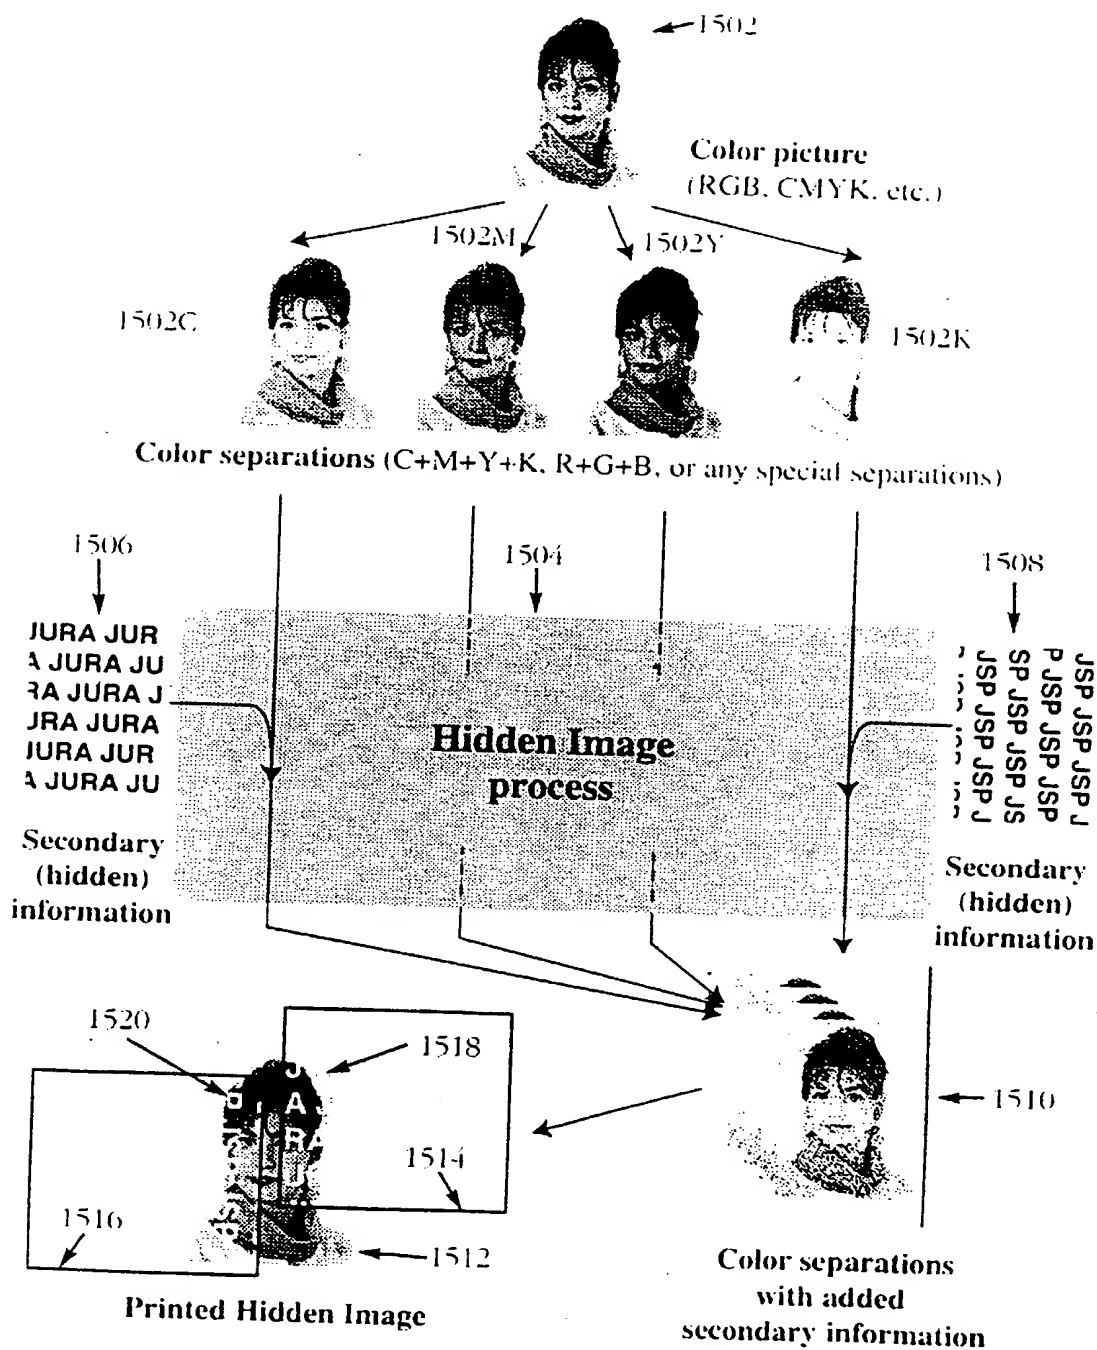 1502
Color picture
(RGB, CMYK, etc.)
1502M
1502Y
1502C
1502K
Color separations (C+M+Y+K, R+G+B, or any special separations)
1506
1504
1508
JURA JUR
A JURA JU
RA JURA J
JRA JURA
JURA JUR
A JURA JU
JSP JSP JSP J
P JSP JSP JSP
SP JSP JSP JS
JSP JSP JSP J
Hidden Image
process
Secondary
(hidden)
information
Secondary
(hidden)
information
1520
1518
J
A
RA
1514
1510
1516
1512
Printed Hidden Image
Color separations
with added
secondary information